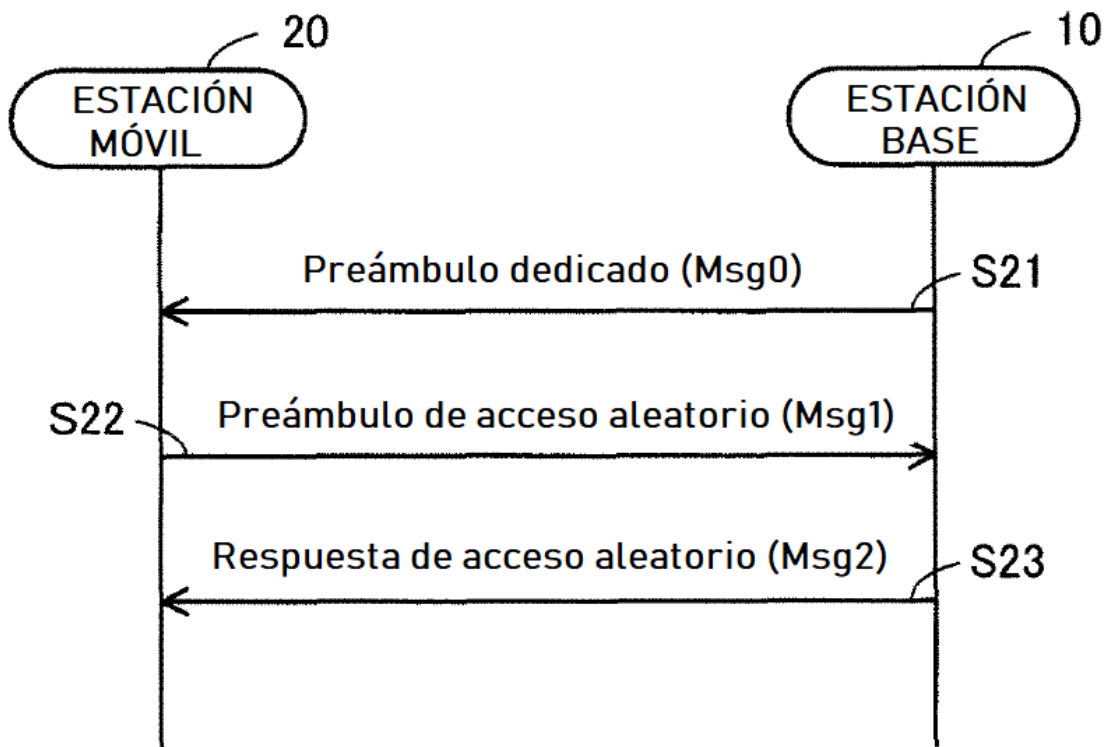 20
10
ESTACIÓN
MÓVIL
ESTACIÓN
BASE
Preámbulo dedicado (Msg0)
S21
S22
Preámbulo de acceso aleatorio (Msg1)
Respuesta de acceso aleatorio (Msg2)
S23